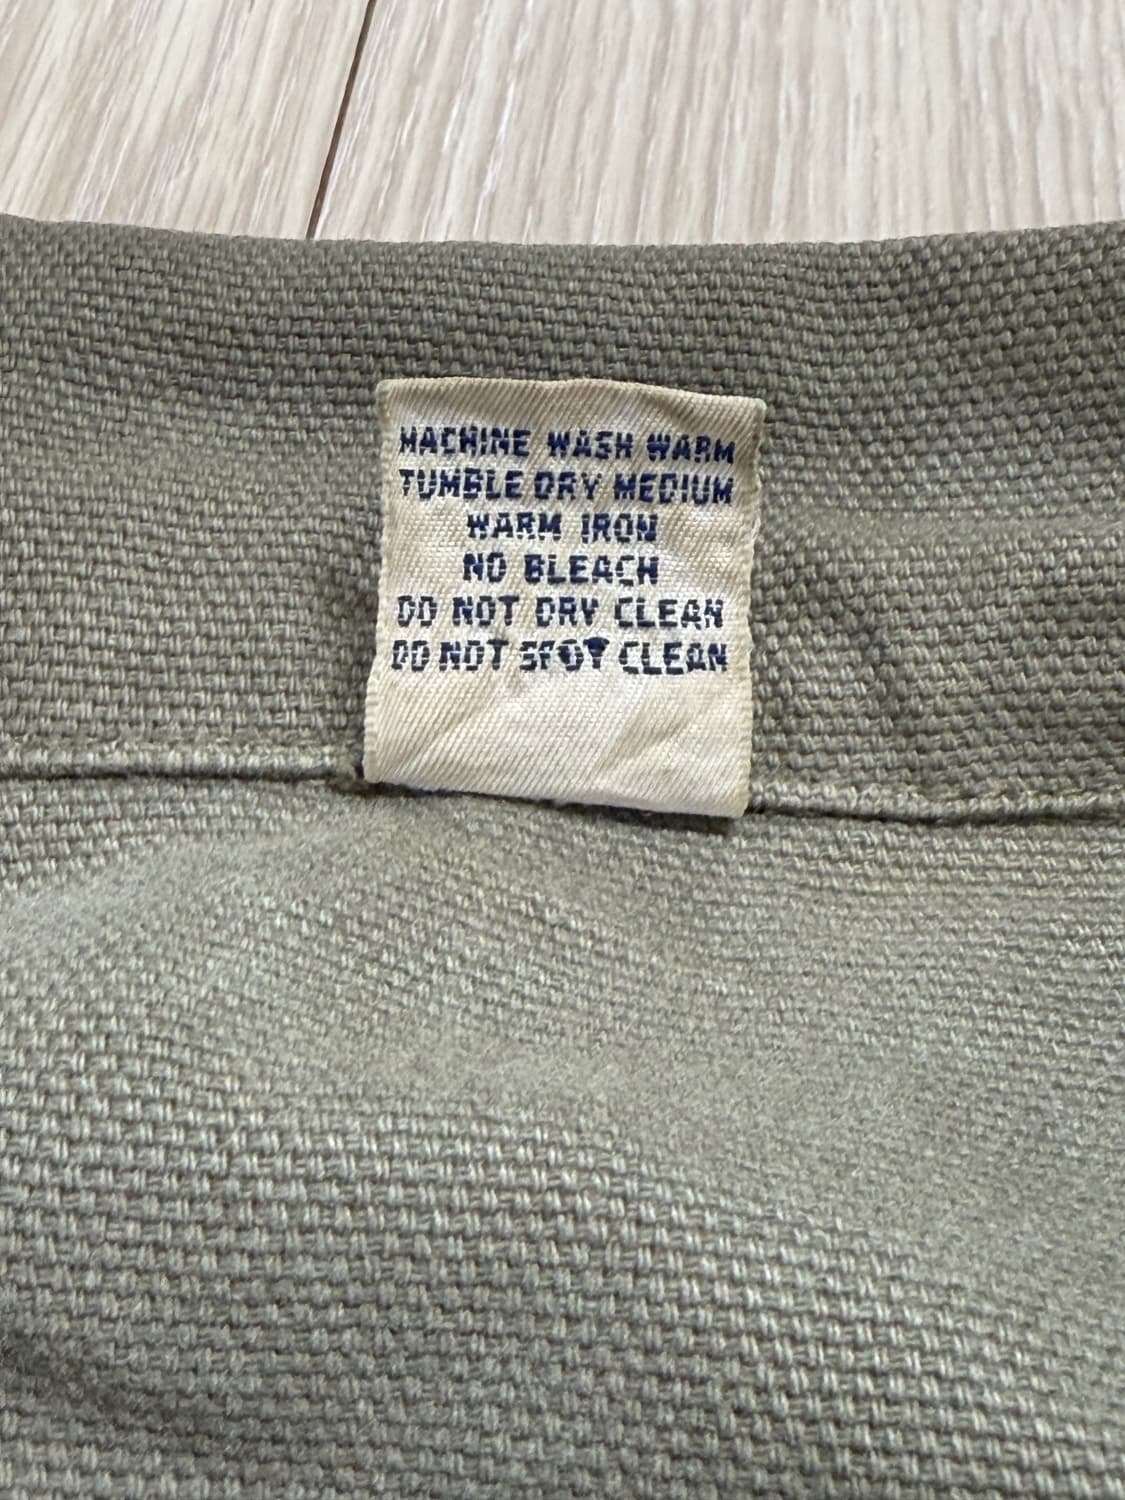 MACHINE WASH WARM
TUMBLE DRY MEDIUM
WARM IRON
NO BLEACH
DO NOT DRY CLEAN
DO NOT SPOT CLEAN